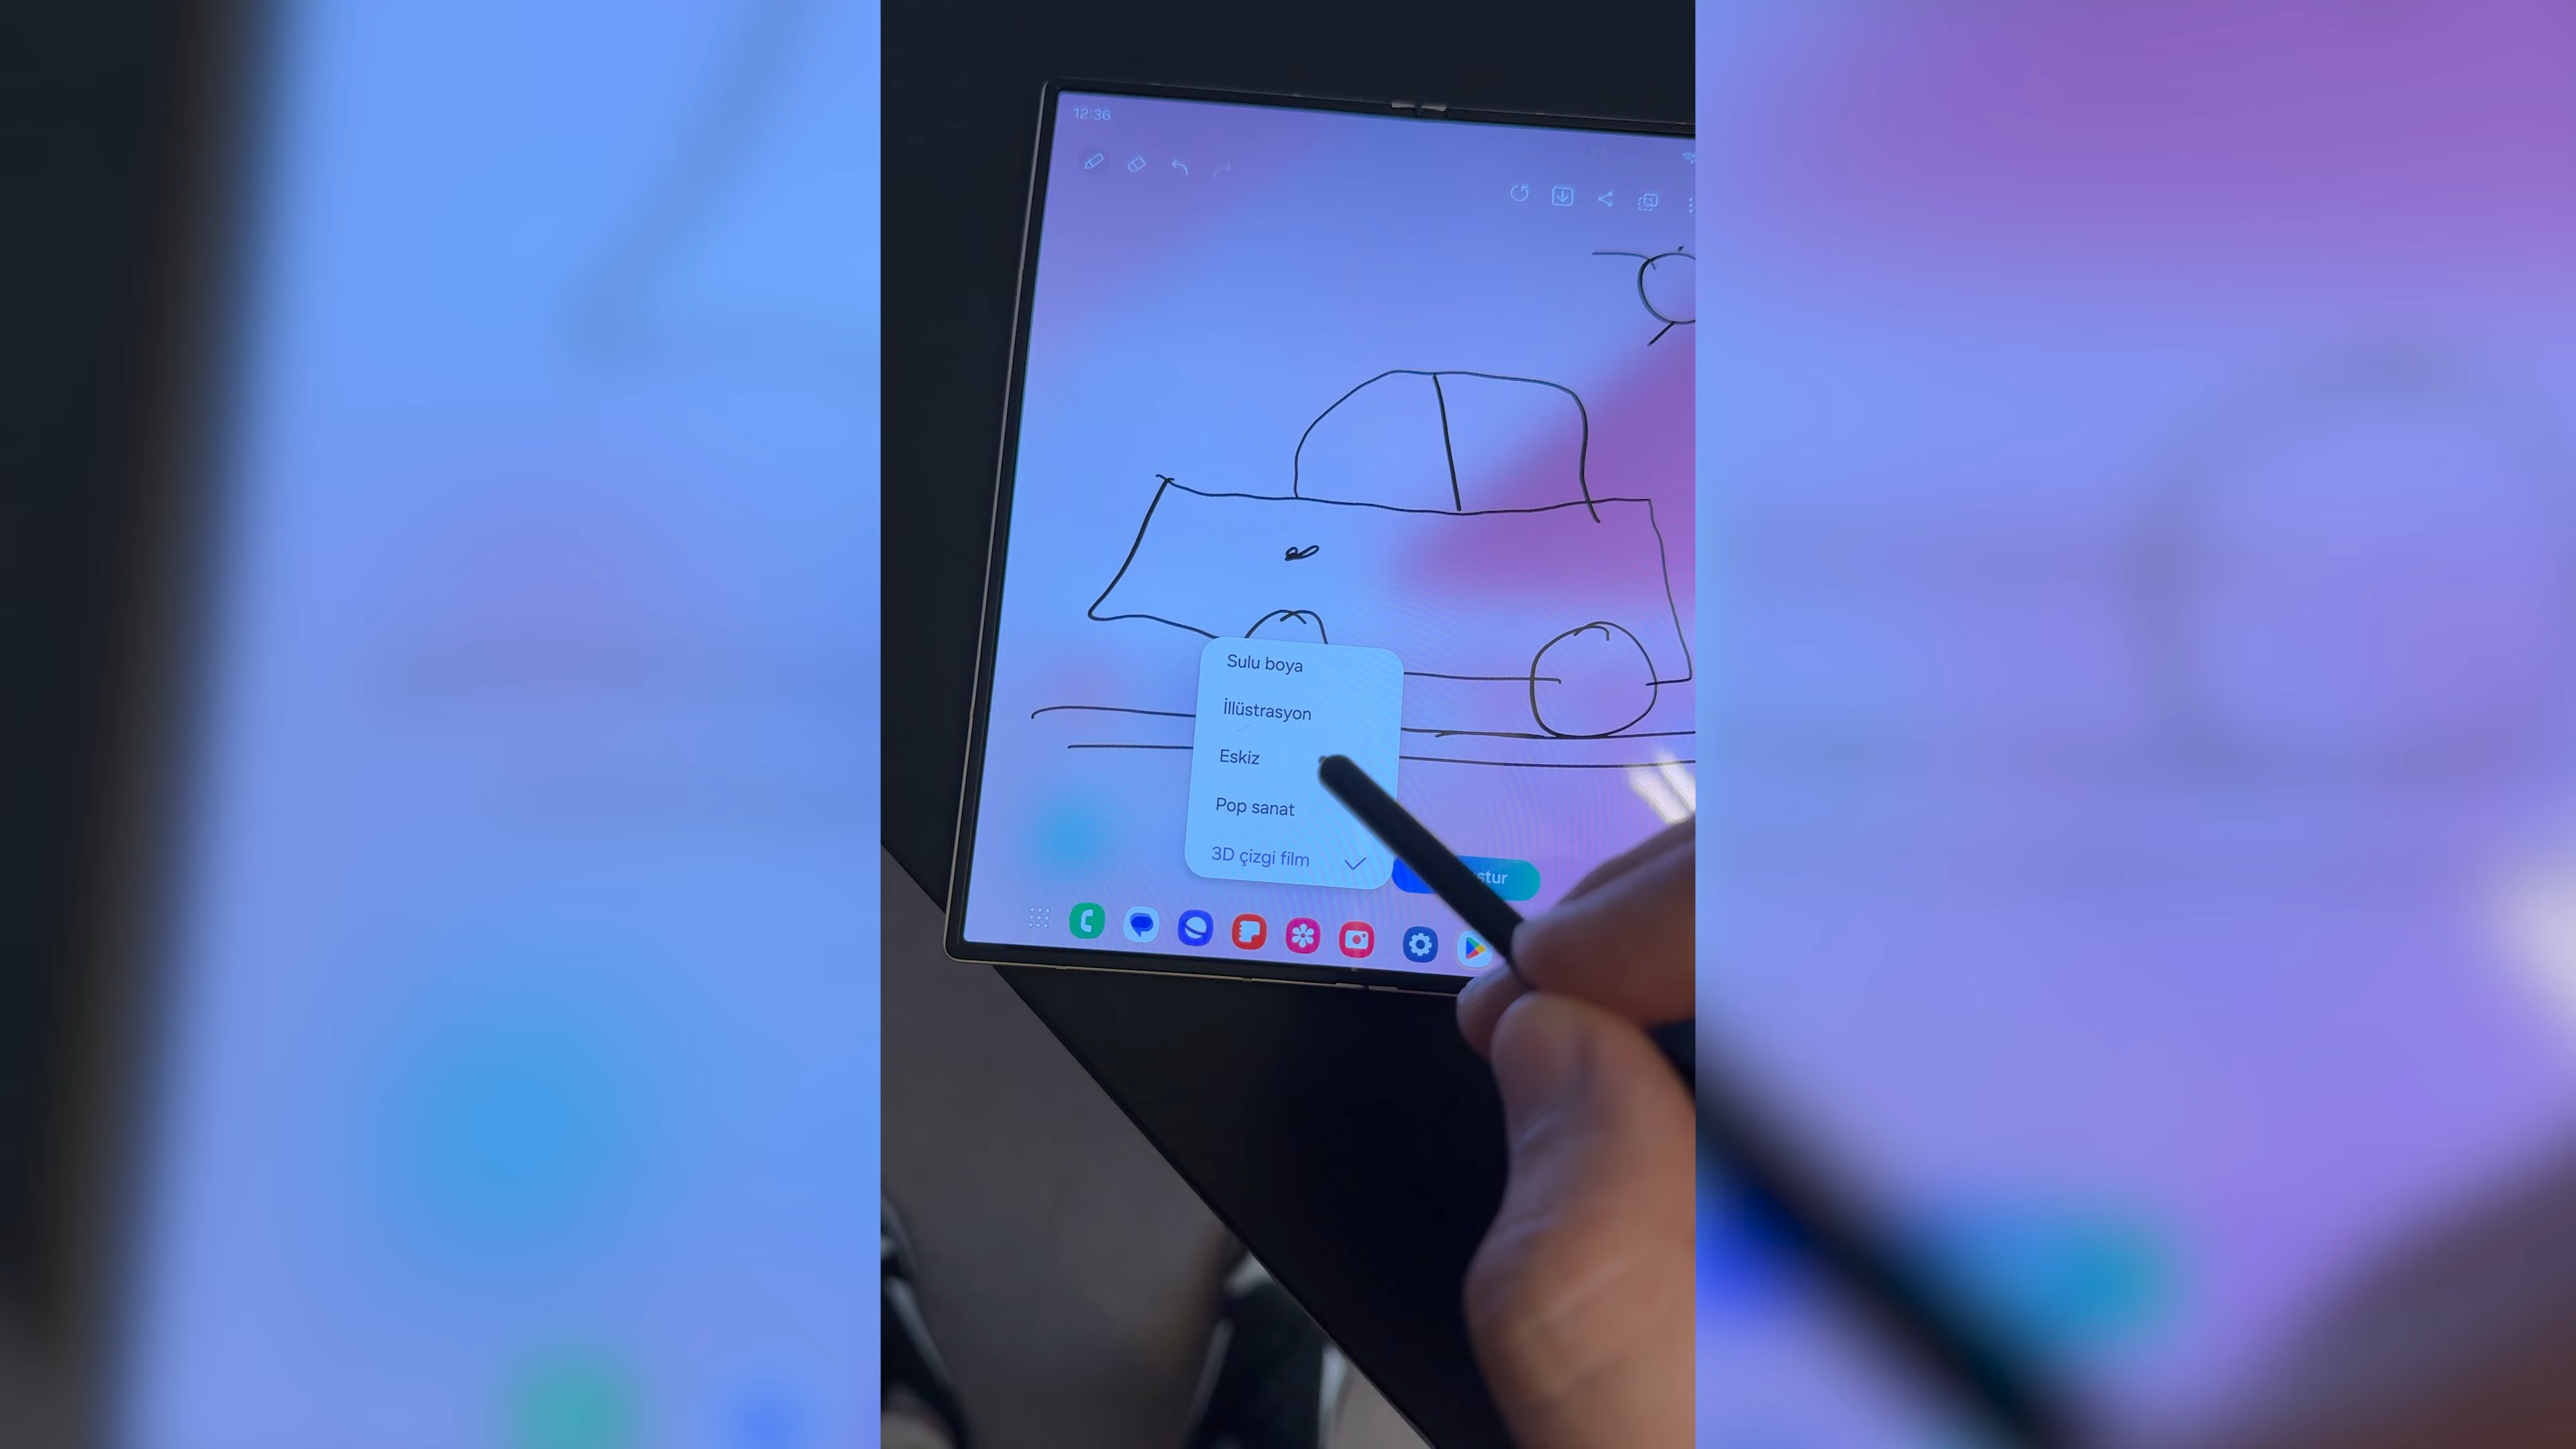 12:36
Sulu boya
İllüstrasyon
Eskiz
Pop sanat
3D çizgi film